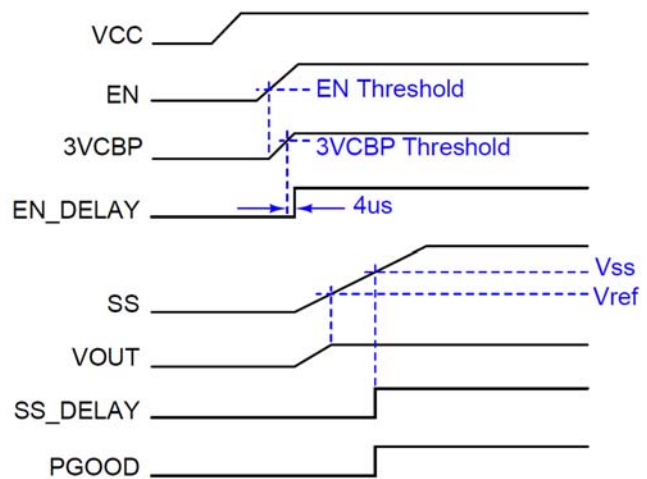 VCC
EN
EN Threshold
3VCBP
3VCBP Threshold
EN_DELAY
4us
SS
Vss
Vref
VOUT
SS_DELAY
PGOOD